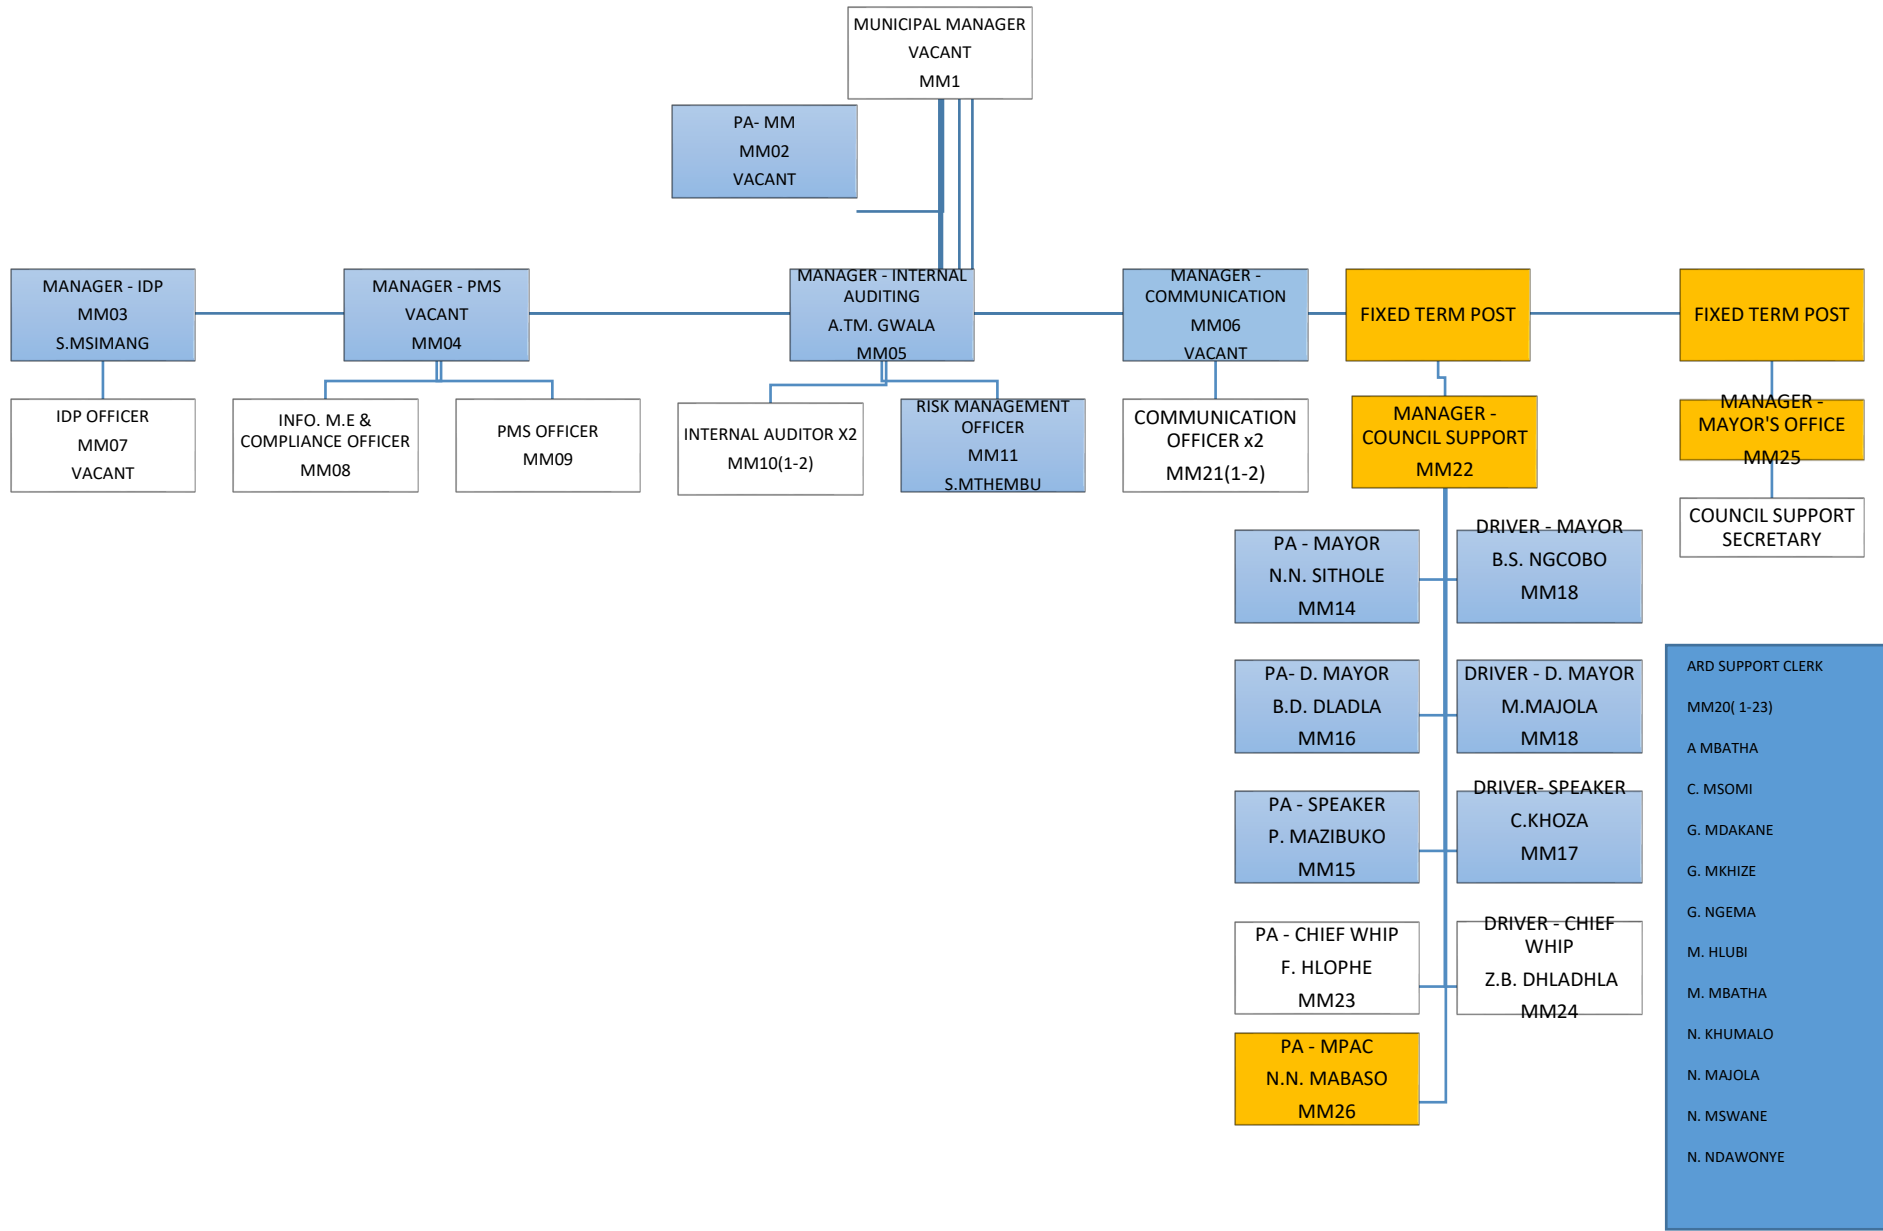 MUNICIPAL MANAGER
VACANT
MM1
PA- MM
MM02
VACANT
MANAGER - IDP
MM03
S.MSIMANG
MANAGER - PMS
VACANT
MM04
MANAGER - INTERNAL
AUDITING
A.TM. GWALA
MM05
MANAGER -
COMMUNICATION
MM06
VACANT
FIXED TERM POST
FIXED TERM POST
IDP OFFICER
MM07
VACANT
INFO. M.E &
COMPLIANCE OFFICER
MM08
PMS OFFICER
MM09
INTERNAL AUDITOR X2
MM10(1-2)
RISK MANAGEMENT
OFFICER
MM11
S.MTHEMBU
COMMUNICATION
OFFICER x2
MM21(1-2)
MANAGER -
COUNCIL SUPPORT
MM22
MANAGER -
MAYOR'S OFFICE
MM25
COUNCIL SUPPORT
SECRETARY
PA - MAYOR
N.N. SITHOLE
MM14
DRIVER - MAYOR
B.S. NGCOBO
MM18
PA- D. MAYOR
B.D. DLADLA
MM16
DRIVER - D. MAYOR
M.MAJOLA
MM18
PA - SPEAKER
P. MAZIBUKO
MM15
DRIVER- SPEAKER
C.KHOZA
MM17
PA - CHIEF WHIP
F. HLOPHE
MM23
DRIVER - CHIEF
WHIP
Z.B. DHLADHLA
MM24
PA - MPAC
N.N. MABASO
MM26
ARD SUPPORT CLERK
MM20( 1-23)
A MBATHA
C. MSOMI
G. MDAKANE
G. MKHIZE
G. NGEMA
M. HLUBI
M. MBATHA
N. KHUMALO
N. MAJOLA
N. MSWANE
N. NDAWONYE